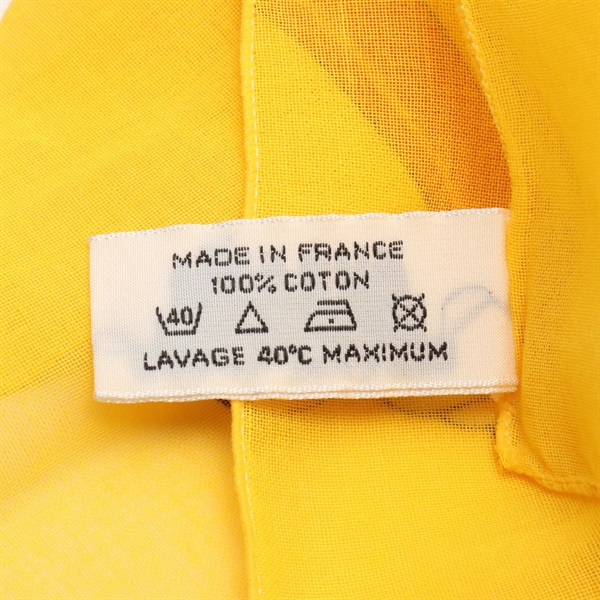 MADE IN FRANCE
100% COTON
40
LAVAGE 40°C MAXIMUM